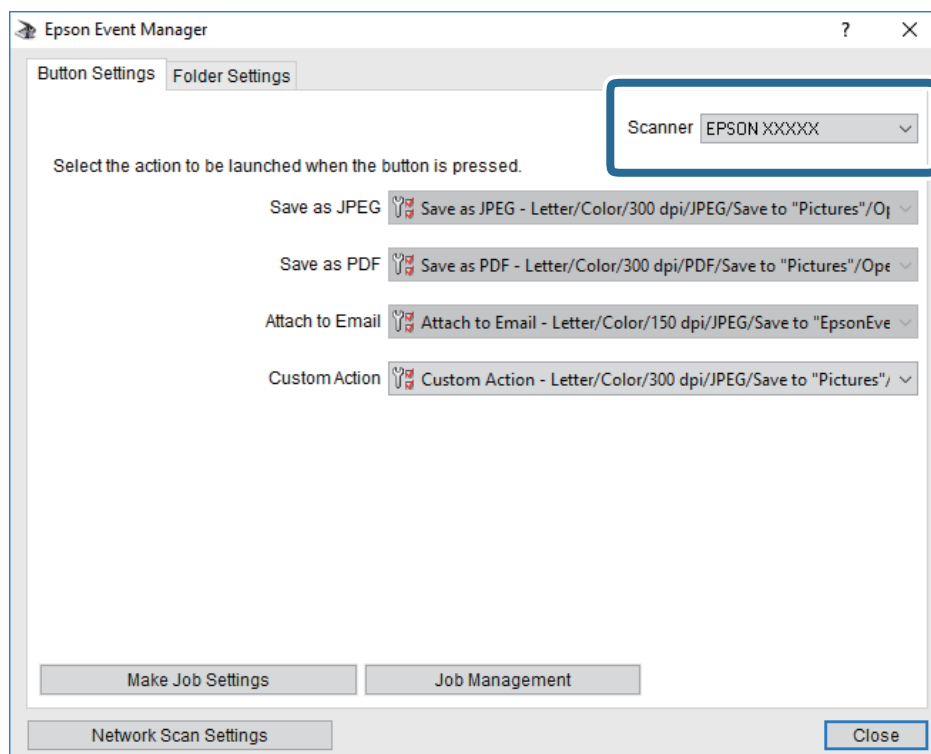 Epson Event Manager
Button Settings
Folder Settings
Scanner EPSON XXXXX
Select the action to be launched when the button is pressed.
Save as JPEG Save as JPEG - Letter/Color/300 dpi/JPEG/Save to "Pictures"/Op
Save as PDF Save as PDF - Letter/Color/300 dpi/PDF/Save to "Pictures"/Ope
Attach to Email Attach to Email - Letter/Color/150 dpi/JPEG/Save to "EpsonEve
Custom Action Custom Action - Letter/Color/300 dpi/JPEG/Save to "Pictures"/
Make Job Settings
Job Management
Network Scan Settings
Close